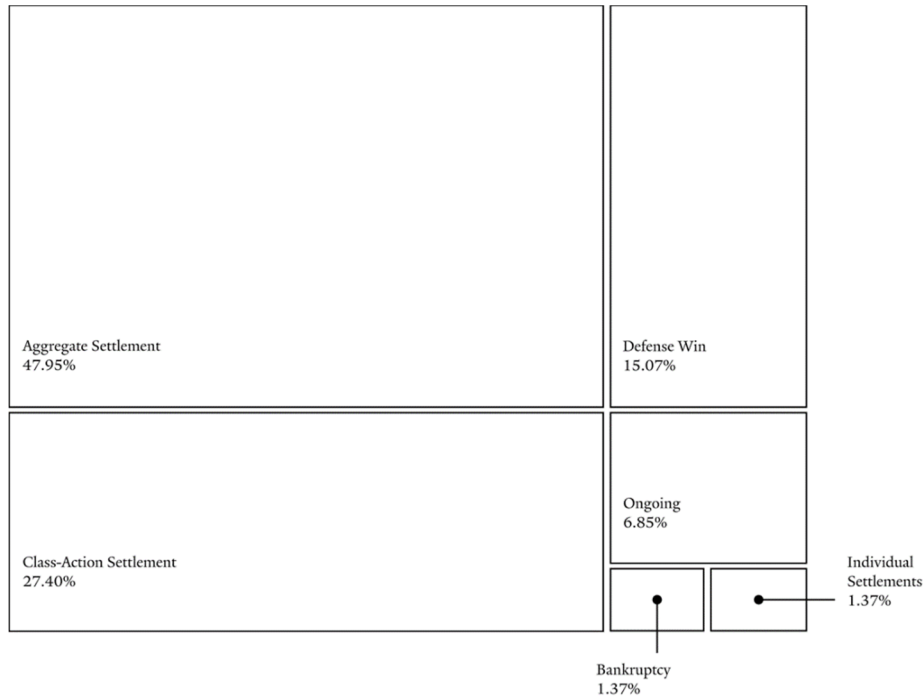 Aggregate Settlement
47.95%
Defense Win
15.07%
Class-Action Settlement
27.40%
Ongoing
6.85%
Individual
Settlements
1.37%
Bankruptcy
1.37%